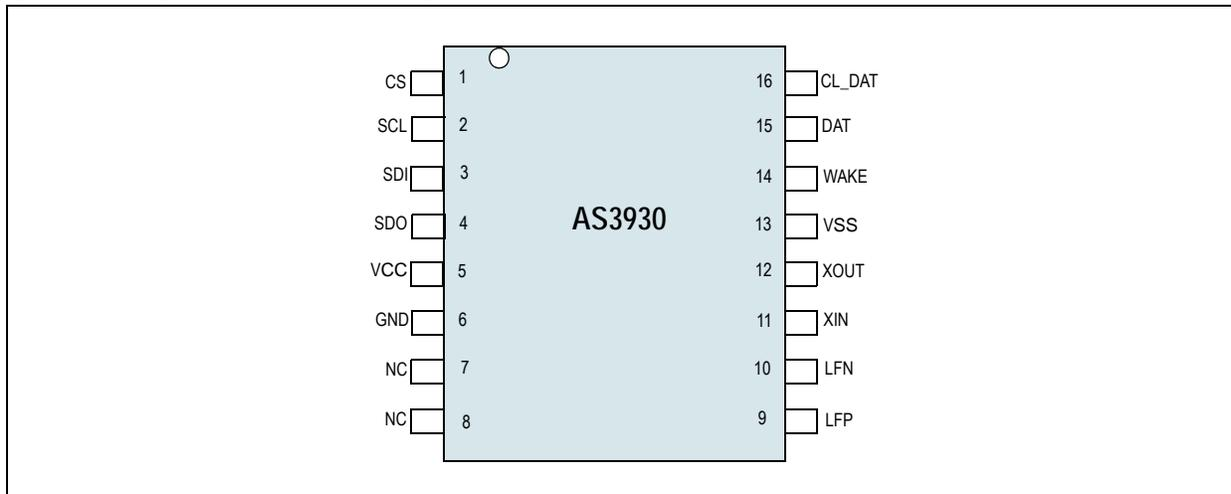 CS 1 16 CL_DAT
SCL 2 15 DAT
SDI 3 14 WAKE
SDO 4 AS3930 13 VSS
VCC 5 12 XOUT
GND 6 11 XIN
NC 7 10 LFN
NC 8 9 LFP